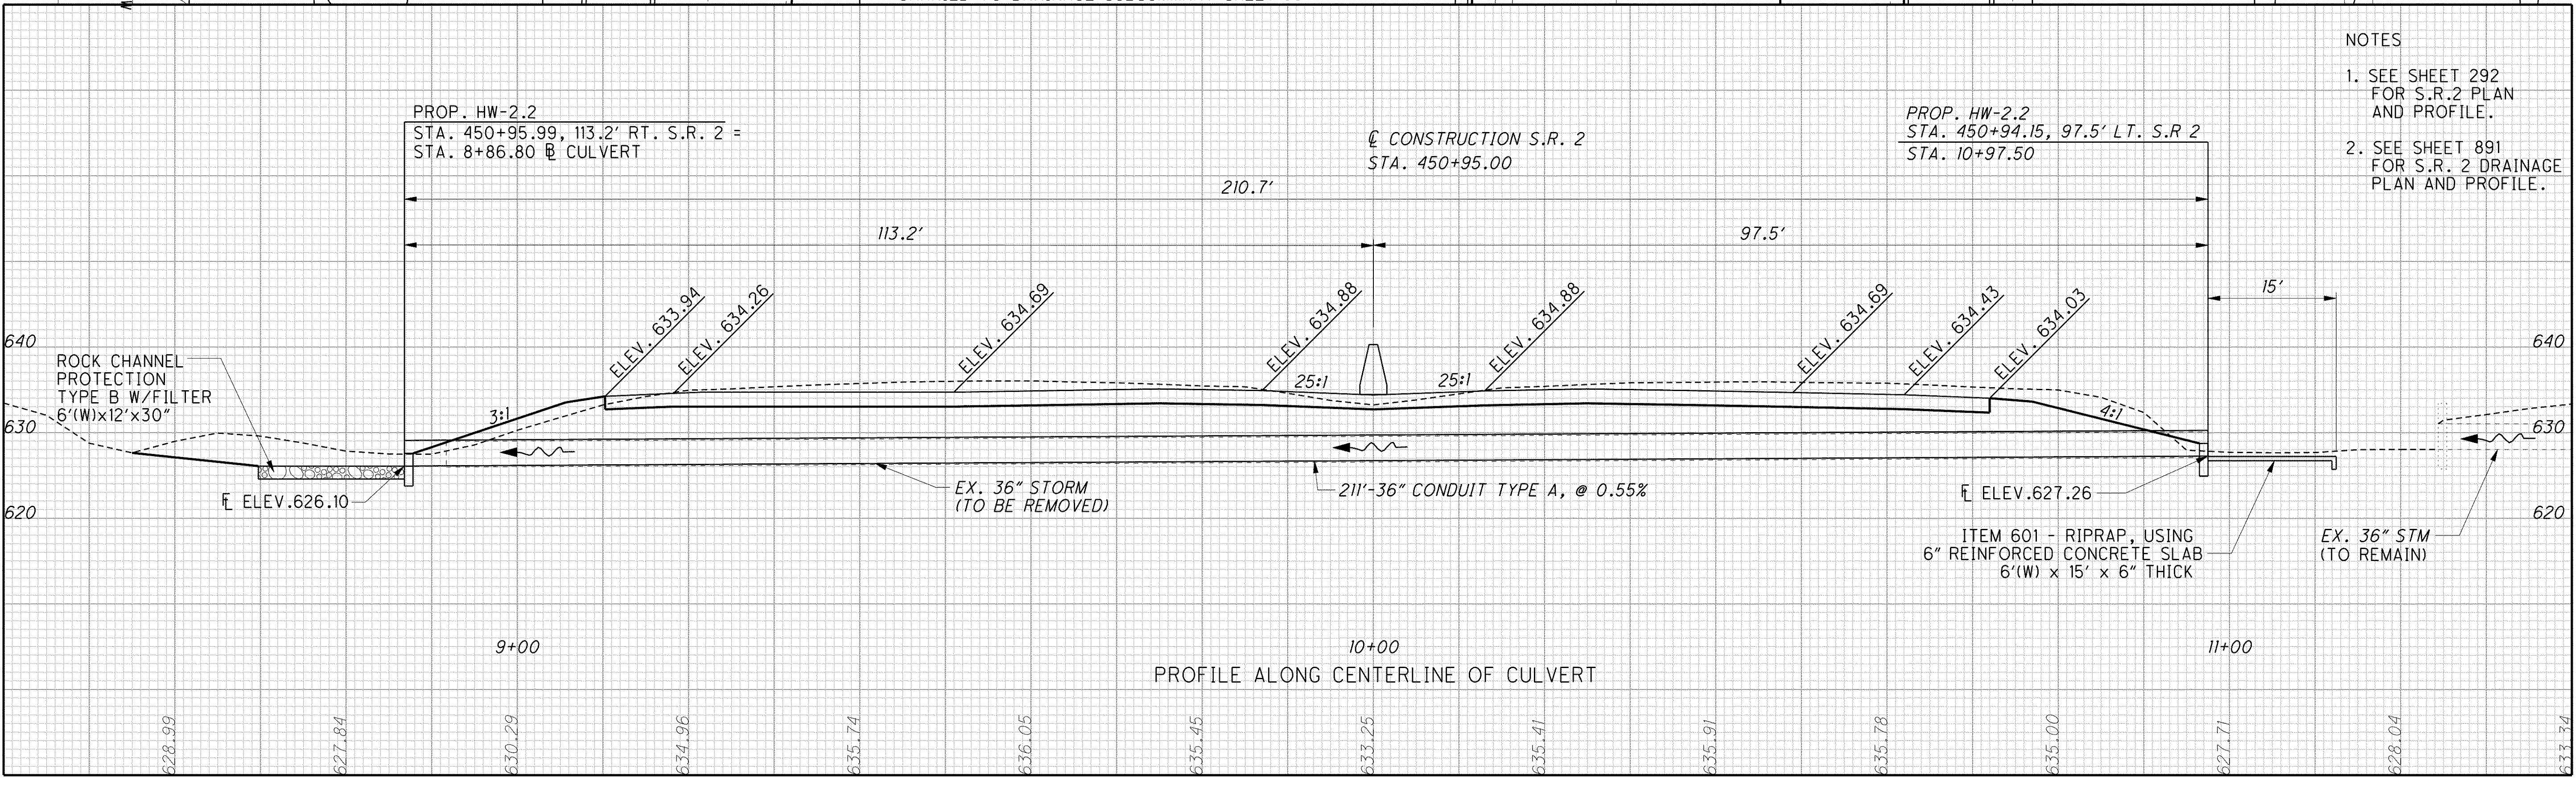 NOTES
1. SEE SHEET 292
FOR S.R.2 PLAN
AND PROFILE.
2. SEE SHEET 891
FOR S.R. 2 DRAINAGE
PLAN AND PROFILE.
PROP. HW-2.2
STA. 450+95.99, 113.2' RT. S.R. 2 =
STA. 8+86.80 BL CULVERT
CL CONSTRUCTION S.R. 2
STA. 450+95.00
PROP. HW-2.2
STA. 450+94.15, 97.5' LT. S.R 2
STA. 10+97.50
210.7'
113.2'
97.5'
15'
ELEV. 633.94
ELEV. 634.26
ELEV. 634.69
ELEV. 634.88
ELEV. 634.88
ELEV. 634.69
ELEV. 634.43
ELEV. 634.03
640
640
ROCK CHANNEL
PROTECTION
TYPE B W/FILTER
6'(W)x12'x30"
3:1
25:1
25:1
4:1
630
630
FL ELEV.626.10
EX. 36" STORM
(TO BE REMOVED)
211'-36" CONDUIT TYPE A, @ 0.55%
FL ELEV.627.26
620
620
ITEM 601 - RIPRAP, USING
6" REINFORCED CONCRETE SLAB
6'(W) x 15' x 6" THICK
EX. 36" STM
(TO REMAIN)
9+00
10+00
11+00
PROFILE ALONG CENTERLINE OF CULVERT
628.99
627.84
630.29
634.96
635.74
636.05
635.45
633.25
635.41
635.91
635.78
635.00
627.71
628.04
633.34